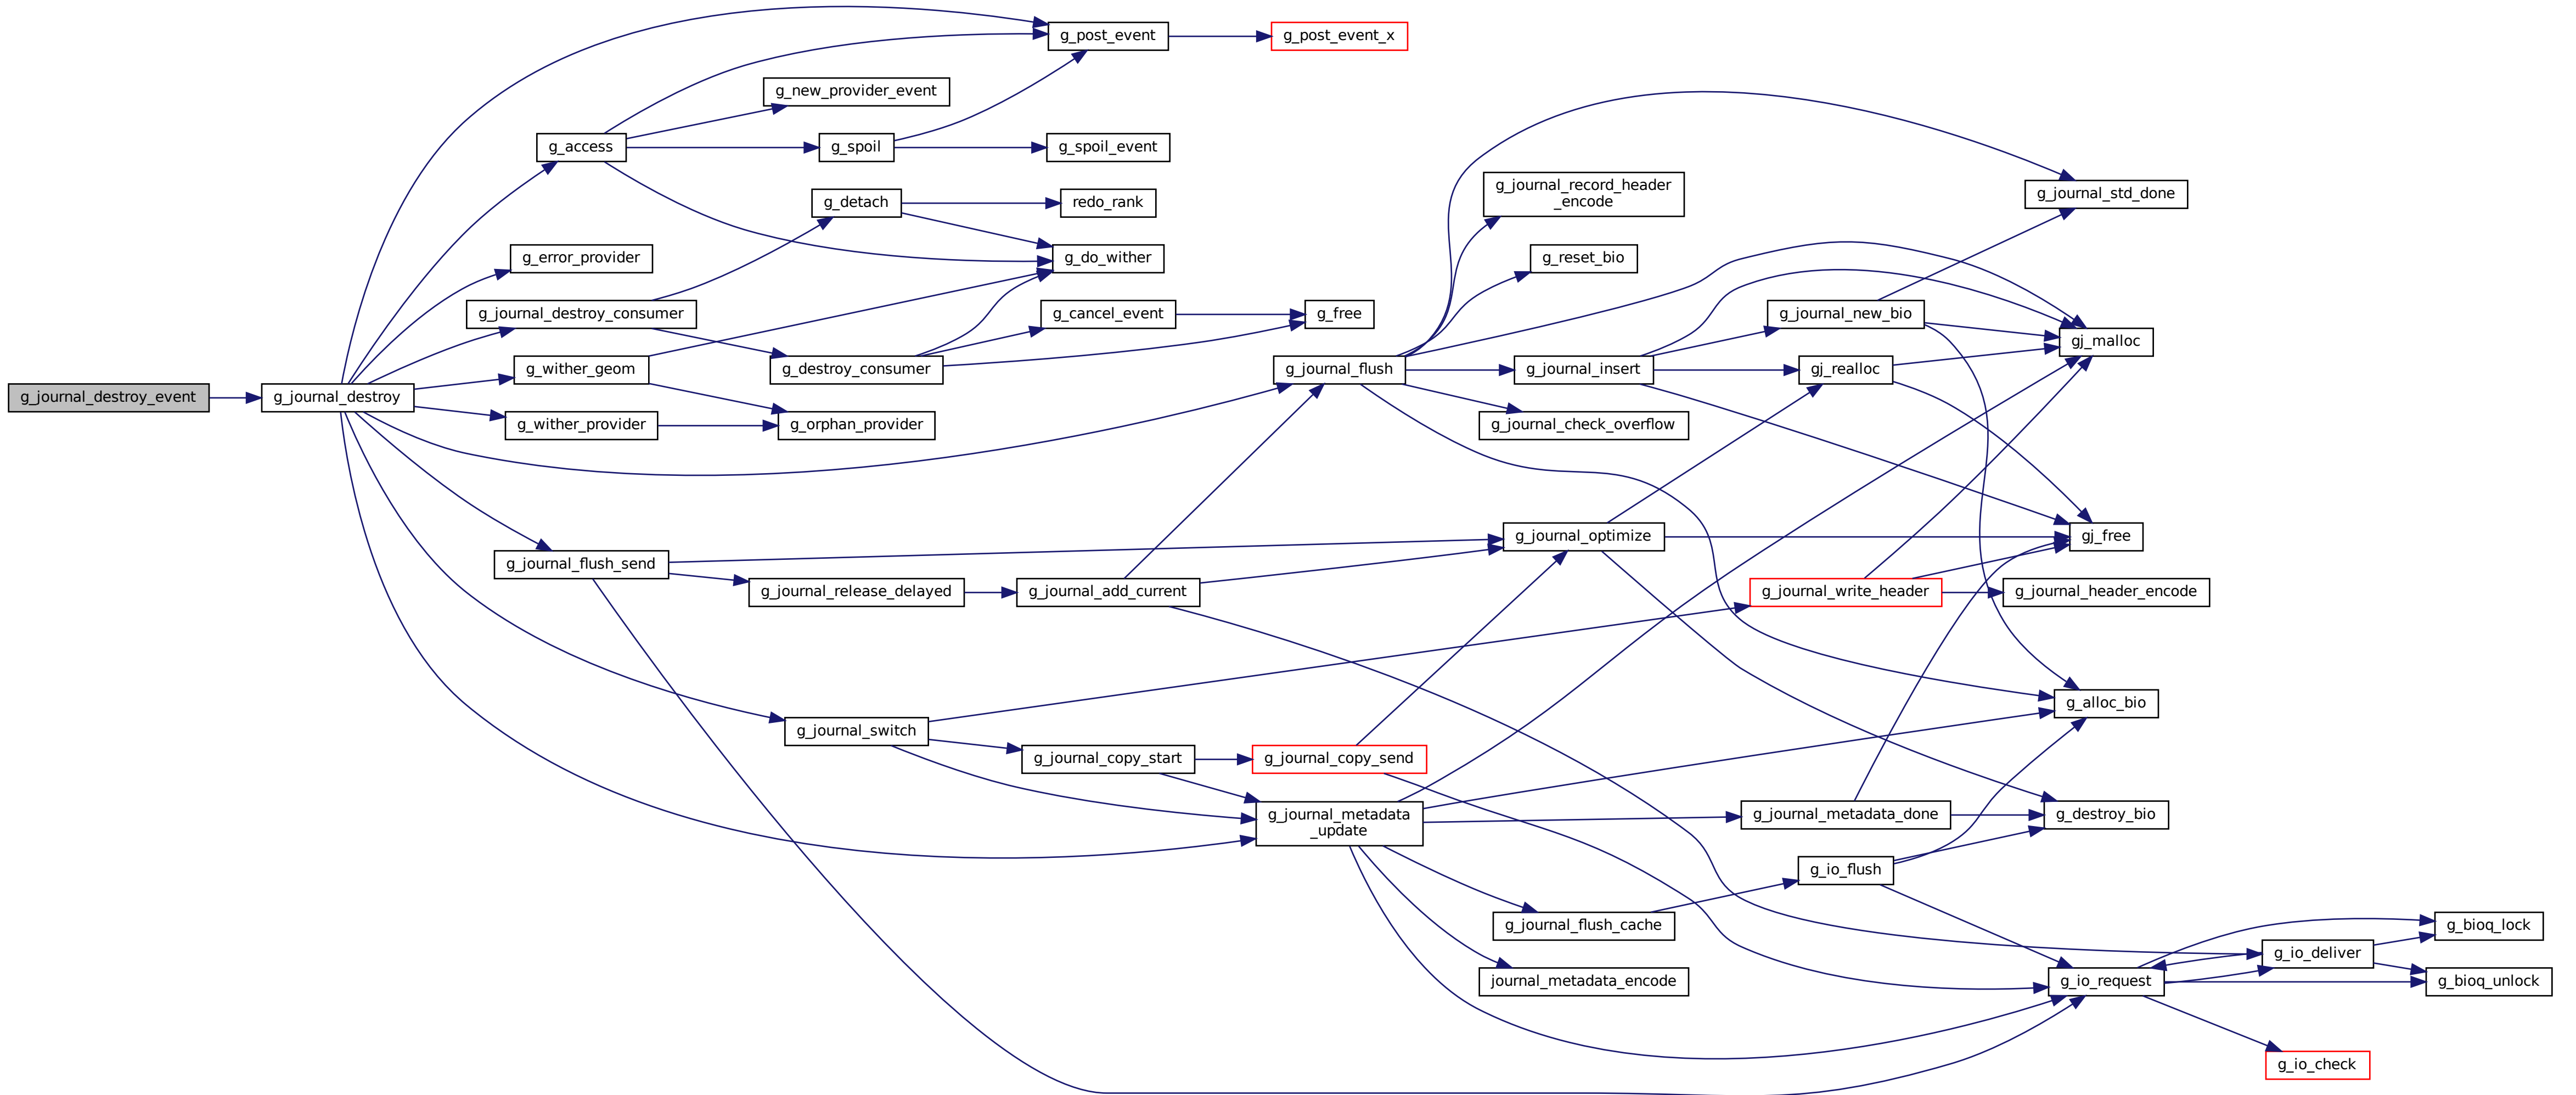 g_post_event
g_post_event_x
g_new_provider_event
g_access
g_spoil
g_spoil_event
g_journal_record_header
_encode
g_journal_std_done
g_detach
redo_rank
g_error_provider
g_do_wither
g_reset_bio
g_journal_destroy_consumer
g_cancel_event
g_free
g_journal_new_bio
gj_malloc
g_wither_geom
g_destroy_consumer
g_journal_flush
g_journal_insert
gj_realloc
g_journal_destroy_event
g_journal_destroy
g_wither_provider
g_orphan_provider
g_journal_check_overflow
g_journal_optimize
gj_free
g_journal_flush_send
g_journal_release_delayed
g_journal_add_current
g_journal_write_header
g_journal_header_encode
g_alloc_bio
g_journal_switch
g_journal_copy_start
g_journal_copy_send
g_journal_metadata
_update
g_journal_metadata_done
g_destroy_bio
g_io_flush
g_journal_flush_cache
g_bioq_lock
g_io_deliver
journal_metadata_encode
g_io_request
g_bioq_unlock
g_io_check